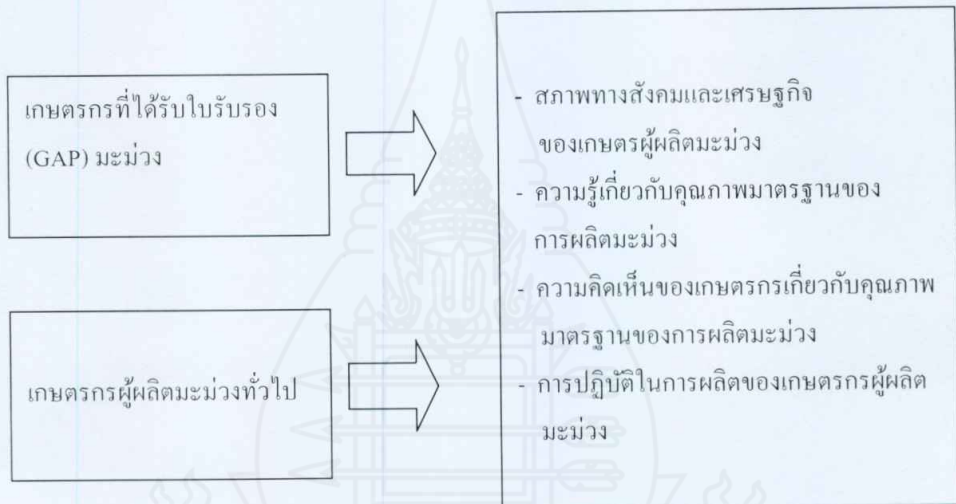 เกษตรกรที่ได้รับใบรับรอง
(GAP) มะม่วง
เกษตรกรผู้ผลิตมะม่วงทั่วไป
- สภาพทางสังคมและเศรษฐกิจ
ของเกษตรผู้ผลิตมะม่วง
- ความรู้เกี่ยวกับคุณภาพมาตรฐานของ
การผลิตมะม่วง
- ความคิดเห็นของเกษตรกรเกี่ยวกับคุณภาพ
มาตรฐานของการผลิตมะม่วง
- การปฏิบัติในการผลิตของเกษตรกรผู้ผลิต
มะม่วง